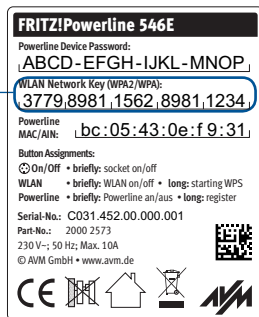 FRITZ!Powerline 546E
Powerline Device Password:
ABCD-EFGH-IJKL-MNOP
WLAN Network Key (WPA2/WPA):
3779 8981 1562 8981 1234
Powerline MAC/AIN: bc:05:43:0e:f9:31
Button Assignments:
On/Off • briefly: socket on/off
WLAN • briefly: WLAN on/off • long: starting WPS
Powerline • briefly: Powerline an/aus • long: register
Serial-No.: C031.452.00.000.001
Part-No.: 2000 2573
230 V~; 50 Hz; Max. 10A
© AVM GmbH • www.avm.de
CE AVM